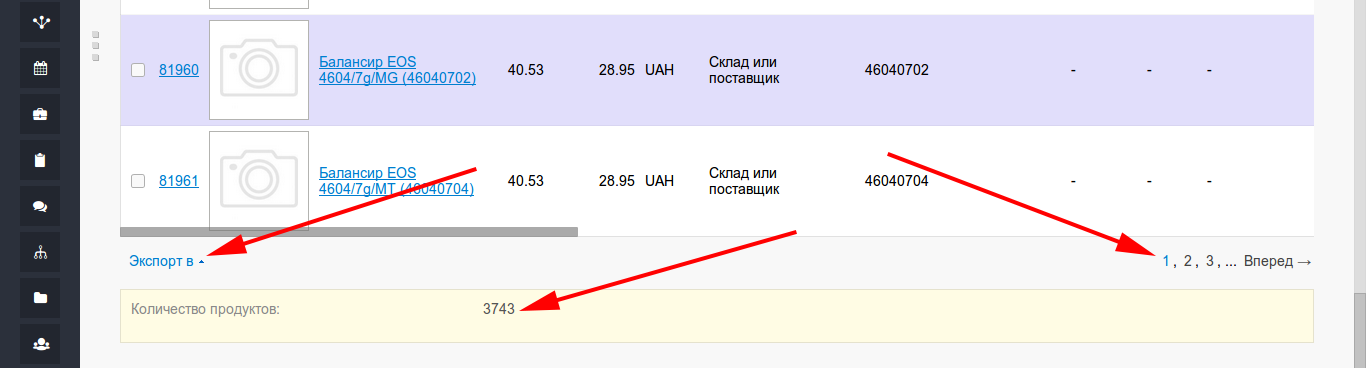 81960 Балансир EOS 40.53 28.95 UAH Склад или 46040702 - - -
4604/7g/MG (46040702) поставщик
81961 Балансир EOS 40.53 28.95 UAH Склад или 46040704 - - -
4604/7g/MT (46040704) поставщик
Экспорт в 1 , 2 , 3 , ... Вперед →
Количество продуктов: 3743